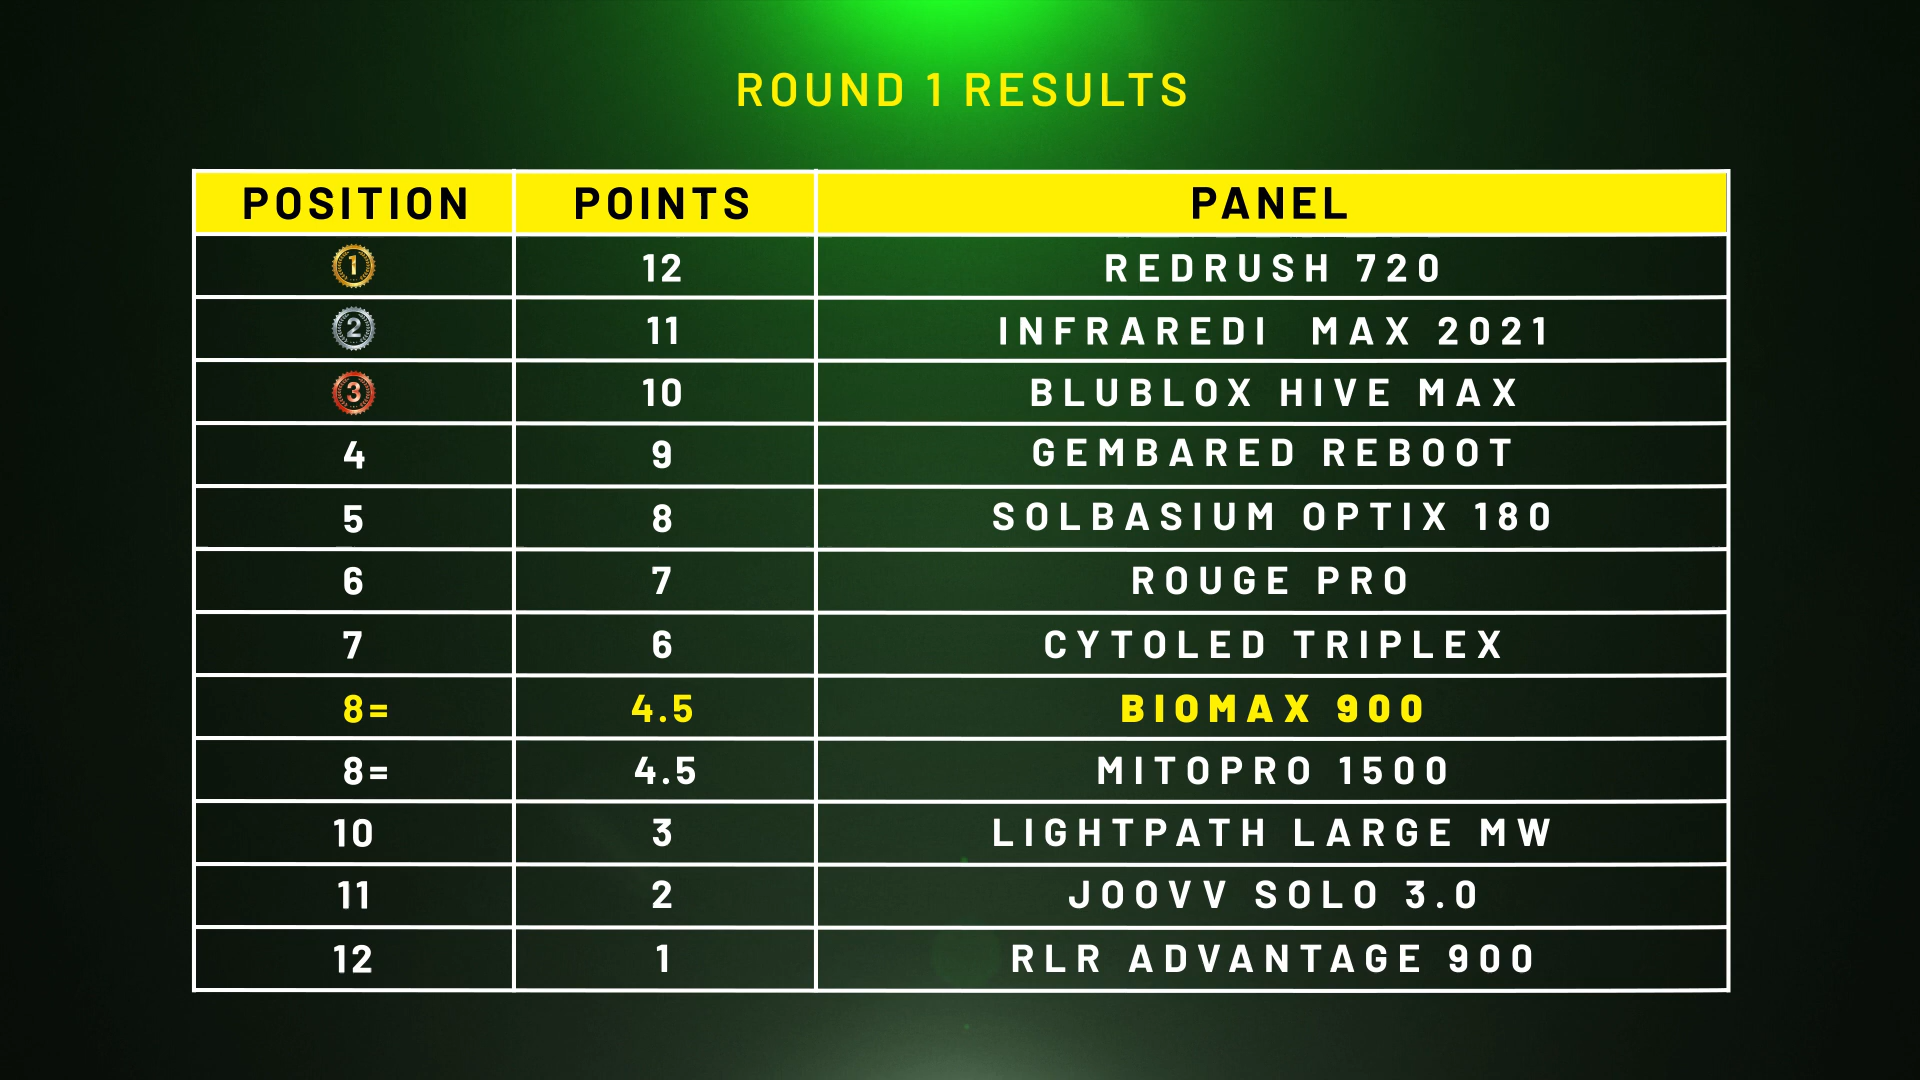 ROUND 1 RESULTS
POSITION POINTS PANEL
1 12 REDRUSH 720
2 11 INFRAREDI MAX 2021
3 10 BLUBLOX HIVE MAX
4 9 GEMBARED REBOOT
5 8 SOLBASIUM OPTIX 180
6 7 ROUGE PRO
7 6 CYTOLED TRIPLEX
8= 4.5 BIOMAX 900
8= 4.5 MITOPRO 1500
10 3 LIGHTPATH LARGE MW
11 2 JOOVV SOLO 3.0
12 1 RLR ADVANTAGE 900